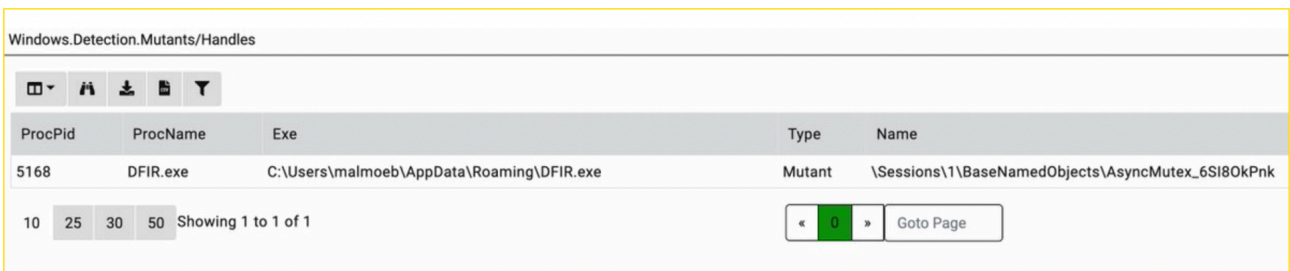 Windows.Detection.Mutants/Handles
ProcPid ProcName Exe Type Name
5168 DFIR.exe C:\Users\malmoeb\AppData\Roaming\DFIR.exe Mutant \Sessions\1\BaseNamedObjects\AsyncMutex_6SI8OkPnk
10 25 30 50 Showing 1 to 1 of 1 « 0 » Goto Page